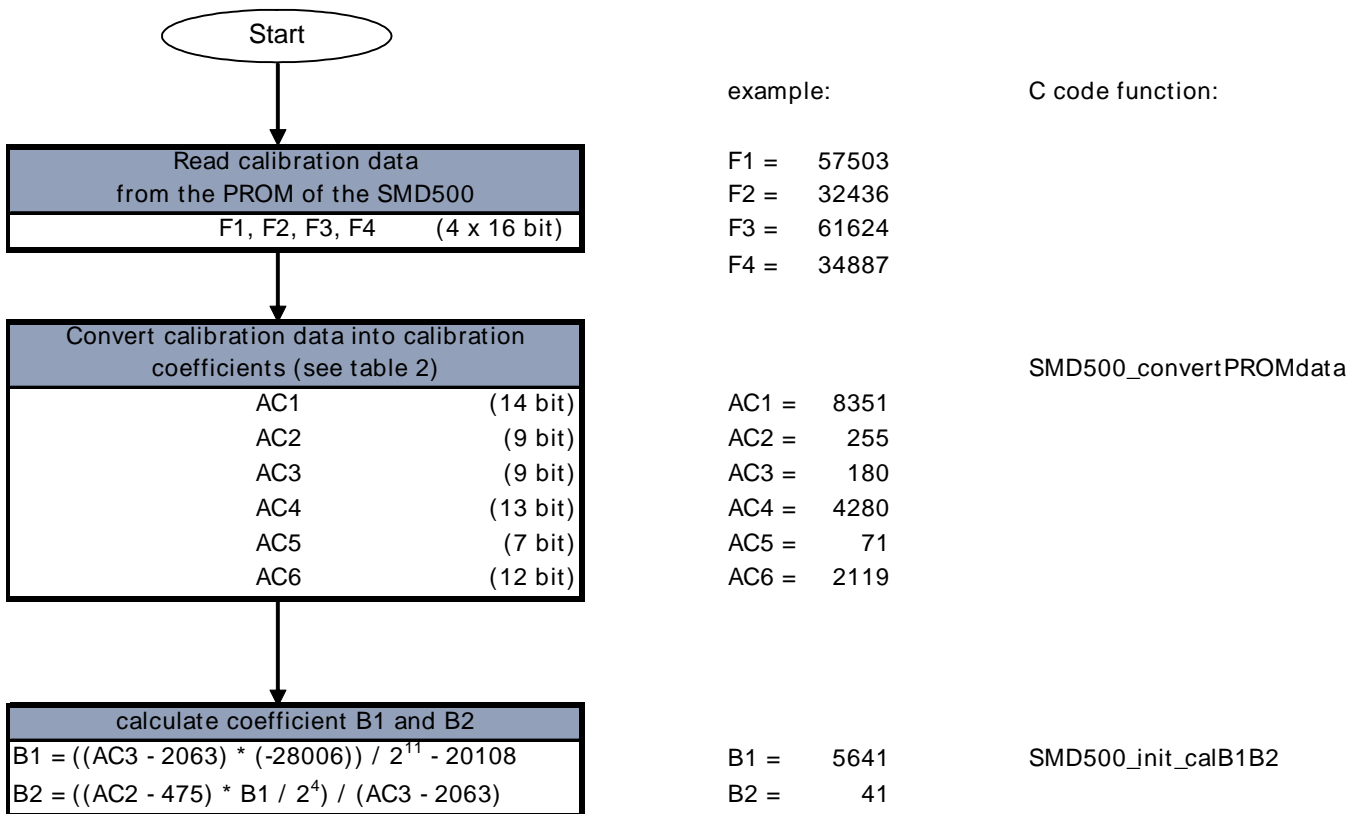 Start
example: C code function:
Read calibration data
from the PROM of the SMD500
F1, F2, F3, F4 (4 x 16 bit)
F1 = 57503
F2 = 32436
F3 = 61624
F4 = 34887
Convert calibration data into calibration
coefficients (see table 2)
SMD500_convertPROMdata
AC1 (14 bit) AC1 = 8351
AC2 (9 bit) AC2 = 255
AC3 (9 bit) AC3 = 180
AC4 (13 bit) AC4 = 4280
AC5 (7 bit) AC5 = 71
AC6 (12 bit) AC6 = 2119
calculate coefficient B1 and B2
B1 = ((AC3 - 2063) * (-28006)) / 2¹¹ - 20108 B1 = 5641 SMD500_init_calB1B2
B2 = ((AC2 - 475) * B1 / 2⁴) / (AC3 - 2063) B2 = 41